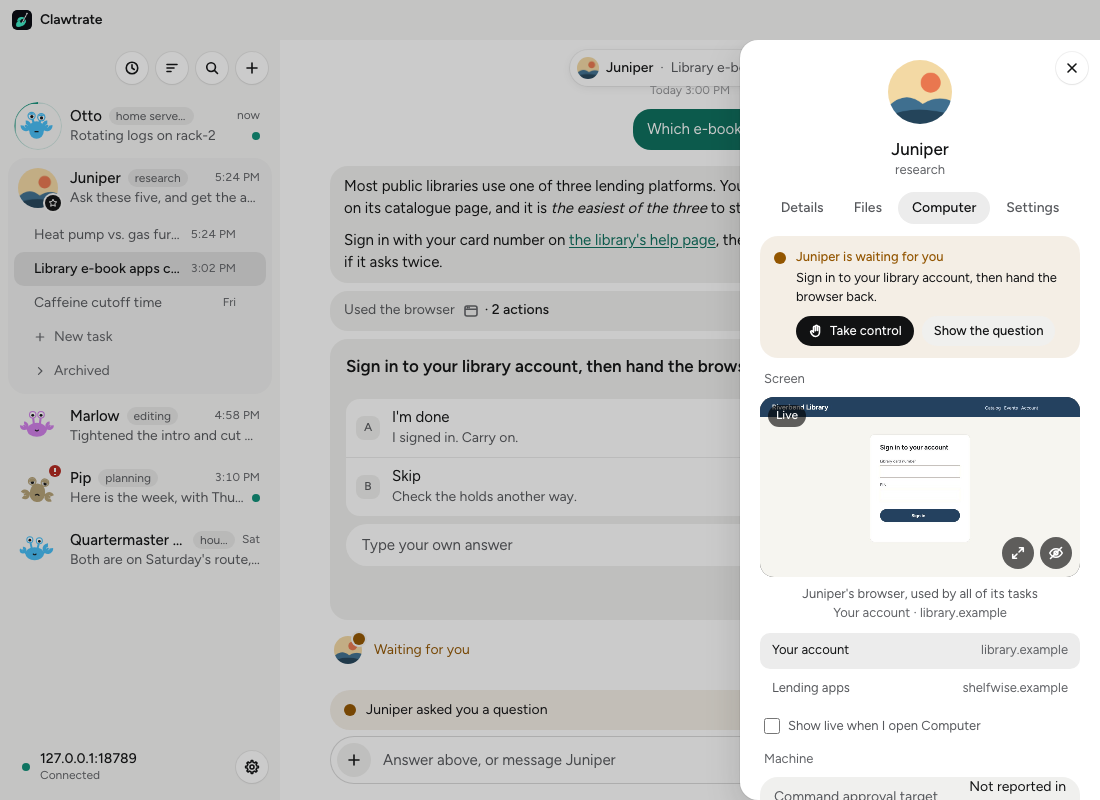 Clawtrate
Otto home serve... now
Rotating logs on rack-2
Juniper research 5:24 PM
Ask these five, and get the a...
Heat pump vs. gas fur... 5:24 PM
Library e-book apps c... 3:02 PM
Caffeine cutoff time Fri
New task
Archived
Marlow editing 4:58 PM
Tightened the intro and cut ...
Pip planning 3:10 PM
Here is the week, with Thu...
Quartermaster ... hou... Sat
Both are on Saturday's route,...
127.0.0.1:18789
Connected
Juniper · Library e-b
Today 3:00 PM
Which e-book
Most public libraries use one of three lending platforms. You
on its catalogue page, and it is the easiest of the three to st
Sign in with your card number on the library's help page, the
if it asks twice.
Used the browser · 2 actions
Sign in to your library account, then hand the brows
A I'm done
I signed in. Carry on.
B Skip
Check the holds another way.
Type your own answer
Waiting for you
Juniper asked you a question
Answer above, or message Juniper
Juniper
research
Details Files Computer Settings
Juniper is waiting for you
Sign in to your library account, then hand the
browser back.
Take control Show the question
Screen
Library Catalog Events Account
Live
Sign in to your account
Library card number
PIN
Sign in
Juniper's browser, used by all of its tasks
Your account · library.example
Your account library.example
Lending apps shelfwise.example
Show live when I open Computer
Machine
Command approval target Not reported in